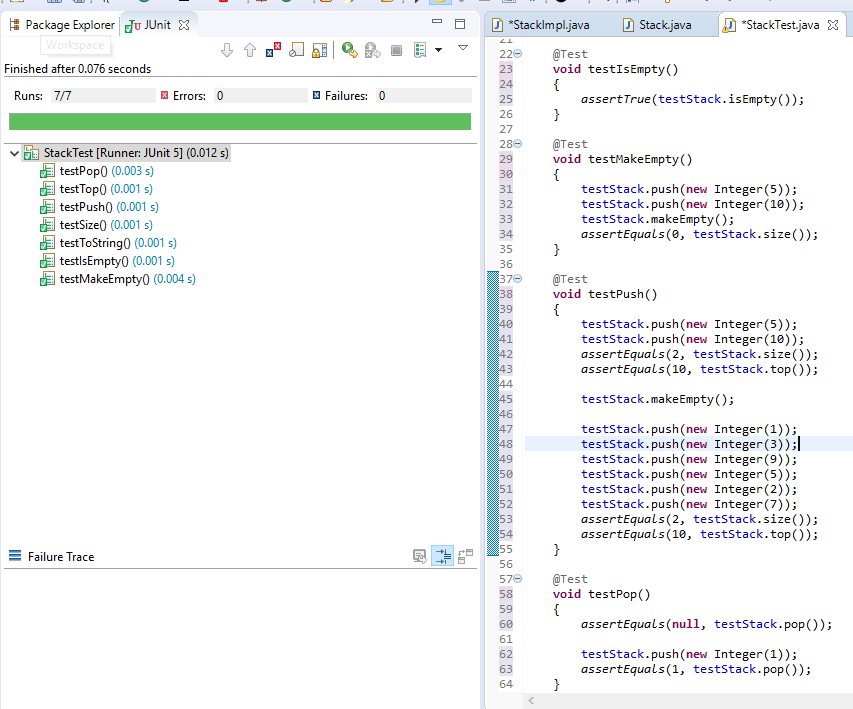 Package Explorer
JUnit
Workspace
Finished after 0.076 seconds
Runs: 7/7
Errors: 0
Failures: 0
StackTest [Runner: JUnit 5] (0.012 s)
testPop() (0.003 s)
testTop() (0.001 s)
testPush() (0.001 s)
testSize() (0.001 s)
testToString() (0.001 s)
testIsEmpty() (0.001 s)
testMakeEmpty() (0.004 s)
Failure Trace
*StackImpl.java
Stack.java
*StackTest.java
21
22 @Test
23 void testIsEmpty()
24 {
25 assertTrue(testStack.isEmpty());
26 }
27
28 @Test
29 void testMakeEmpty()
30 {
31 testStack.push(new Integer(5));
32 testStack.push(new Integer(10));
33 testStack.makeEmpty();
34 assertEquals(0, testStack.size());
35 }
36
37 @Test
38 void testPush()
39 {
40 testStack.push(new Integer(5));
41 testStack.push(new Integer(10));
42 assertEquals(2, testStack.size());
43 assertEquals(10, testStack.top());
44
45 testStack.makeEmpty();
46
47 testStack.push(new Integer(1));
48 testStack.push(new Integer(3));
49 testStack.push(new Integer(9));
50 testStack.push(new Integer(5));
51 testStack.push(new Integer(2));
52 testStack.push(new Integer(7));
53 assertEquals(2, testStack.size());
54 assertEquals(10, testStack.top());
55 }
56
57 @Test
58 void testPop()
59 {
60 assertEquals(null, testStack.pop());
61
62 testStack.push(new Integer(1));
63 assertEquals(1, testStack.pop());
64 }